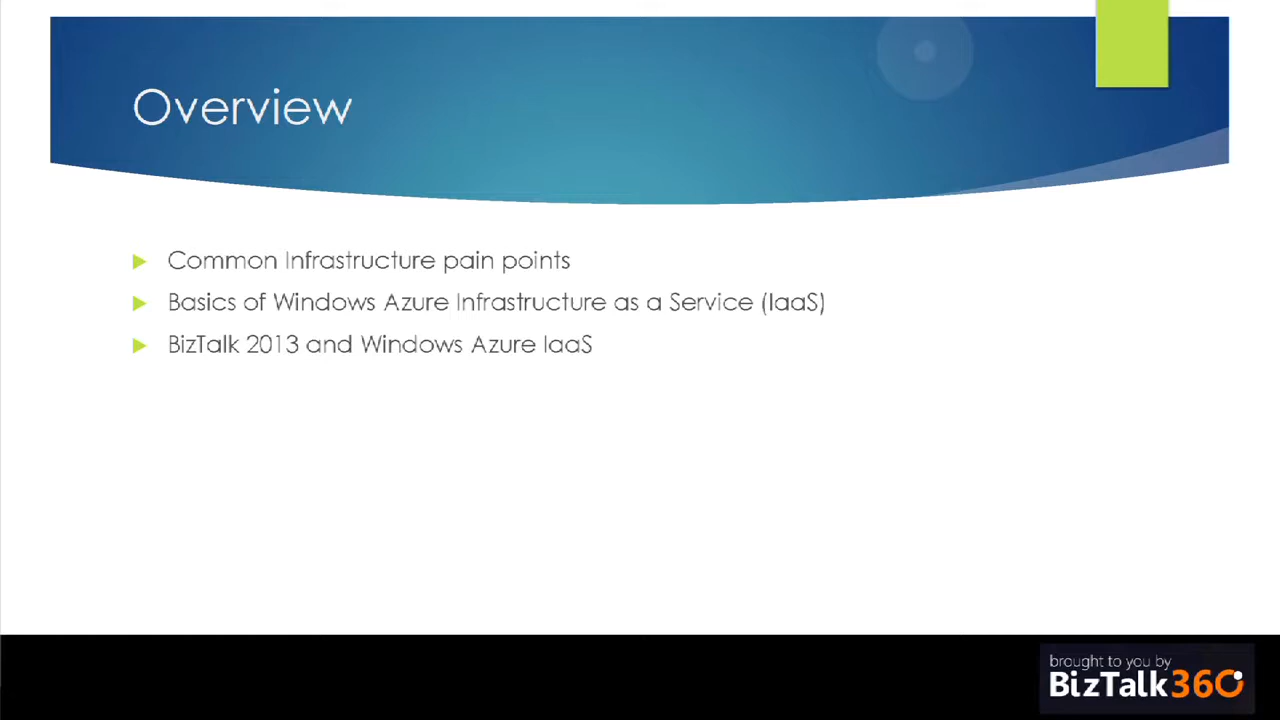 Overview
Common Infrastructure pain points
Basics of Windows Azure Infrastructure as a Service (IaaS)
BizTalk 2013 and Windows Azure IaaS
brought to you by
BizTalk360